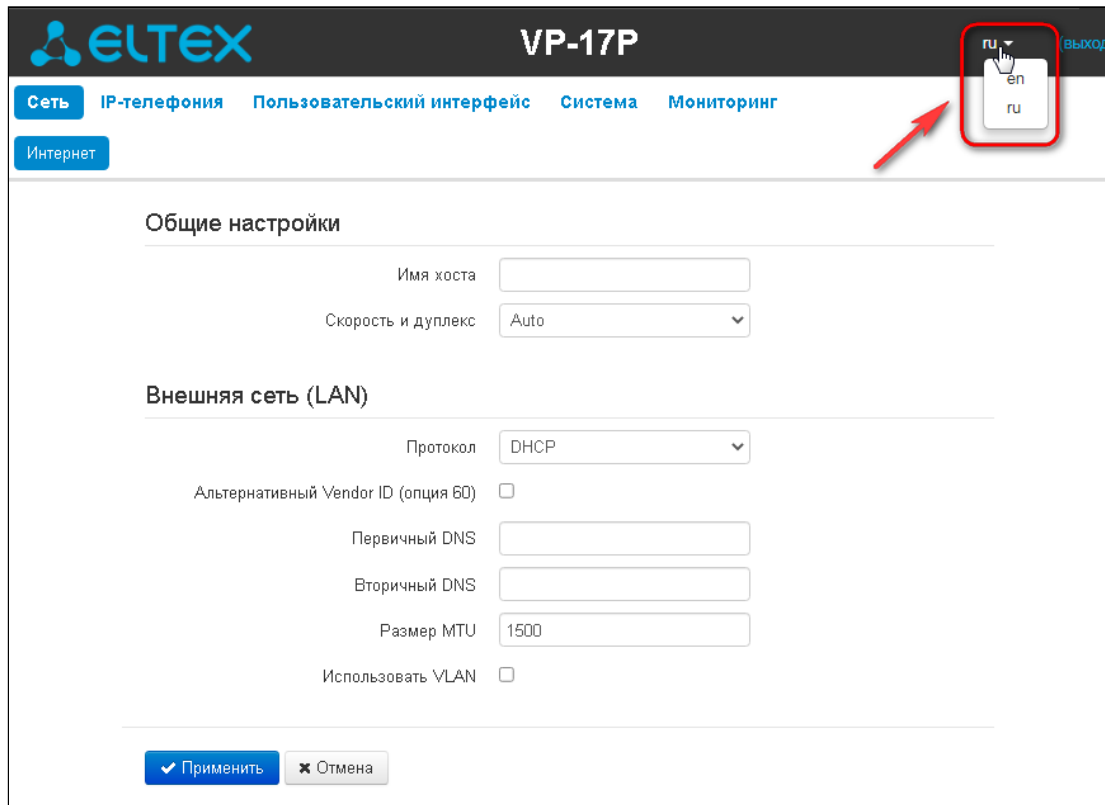 ELTEX VP-17P ru (выход
Сеть IP-телефония Пользовательский интерфейс Система Мониторинг
en
ru
Интернет
Общие настройки
Имя хоста
Скорость и дуплекс Auto
Внешняя сеть (LAN)
Протокол DHCP
Альтернативный Vendor ID (опция 60)
Первичный DNS
Вторичный DNS
Размер MTU 1500
Использовать VLAN
Применить Отмена